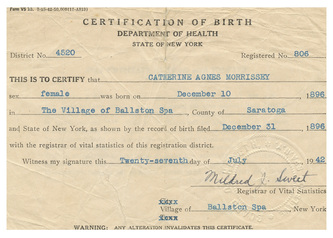 CERTIFICATION OF BIRTH
DEPARTMENT OF HEALTH
STATE OF NEW YORK
District No. 4520 Registered No. 806
THIS IS TO CERTIFY that CATHERINE AGNES MORRISSEY
sex female was born on December 10 1896
in The Village of Ballston Spa, County of Saratoga
and State of New York, as shown by the record of birth filed December 31 1896
with the registrar of vital statistics of this registration district.
Witness my signature this Twenty-seventh day of July 1942
Mildred J. Sweet
Registrar of Vital Statistics
xxxx
Village of Ballston Spa, New York
xxxx
WARNING: ANY ALTERATION INVALIDATES THIS CERTIFICATE.